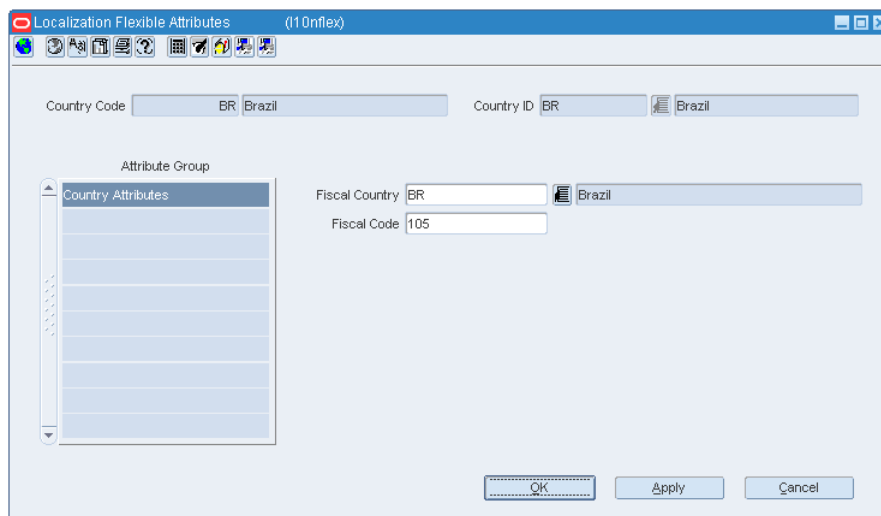 Localization Flexible Attributes (l10nflex)
Country Code BR Brazil Country ID BR Brazil
Attribute Group
Country Attributes
Fiscal Country BR Brazil
Fiscal Code 105
OK Apply Cancel